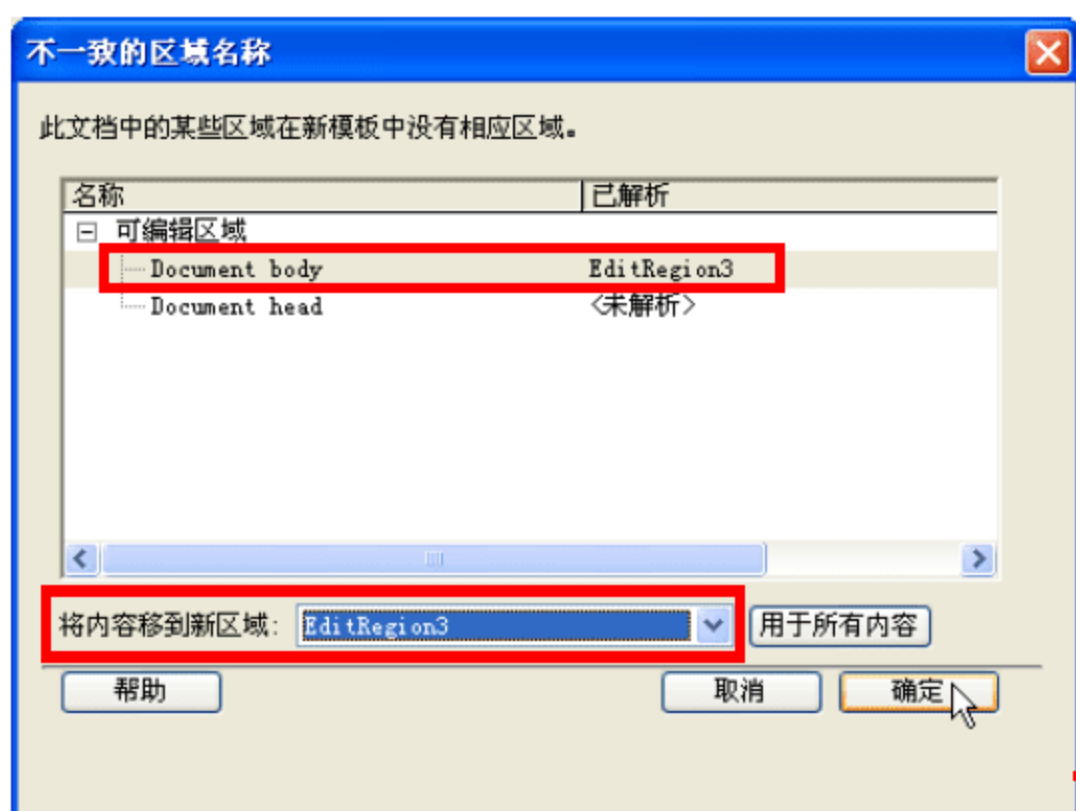 不一致的区域名称
此文档中的某些区域在新模板中没有相应区域。
名称 已解析
可编辑区域
Document body EditRegion3
Document head <未解析>
将内容移到新区域: EditRegion3 用于所有内容
帮助 取消 确定